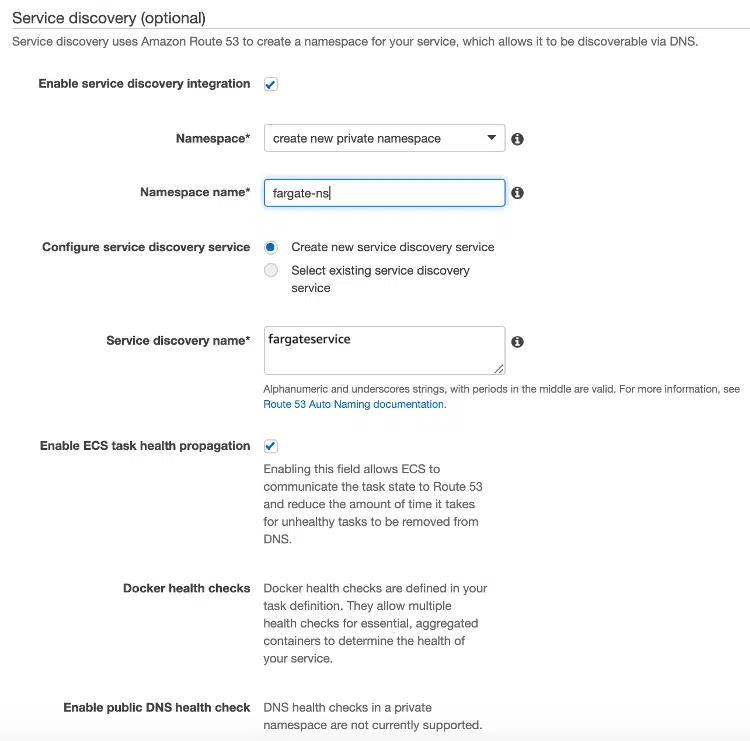 Service discovery (optional)
Service discovery uses Amazon Route 53 to create a namespace for your service, which allows it to be discoverable via DNS.
Enable service discovery integration
Namespace* create new private namespace
Namespace name* fargate-ns
Configure service discovery service Create new service discovery service
Select existing service discovery
service
Service discovery name* fargateservice
Alphanumeric and underscores strings, with periods in the middle are valid. For more information, see
Route 53 Auto Naming documentation.
Enable ECS task health propagation
Enabling this field allows ECS to
communicate the task state to Route 53
and reduce the amount of time it takes
for unhealthy tasks to be removed from
DNS.
Docker health checks Docker health checks are defined in your
task definition. They allow multiple
health checks for essential, aggregated
containers to determine the health of
your service.
Enable public DNS health check DNS health checks in a private
namespace are not currently supported.